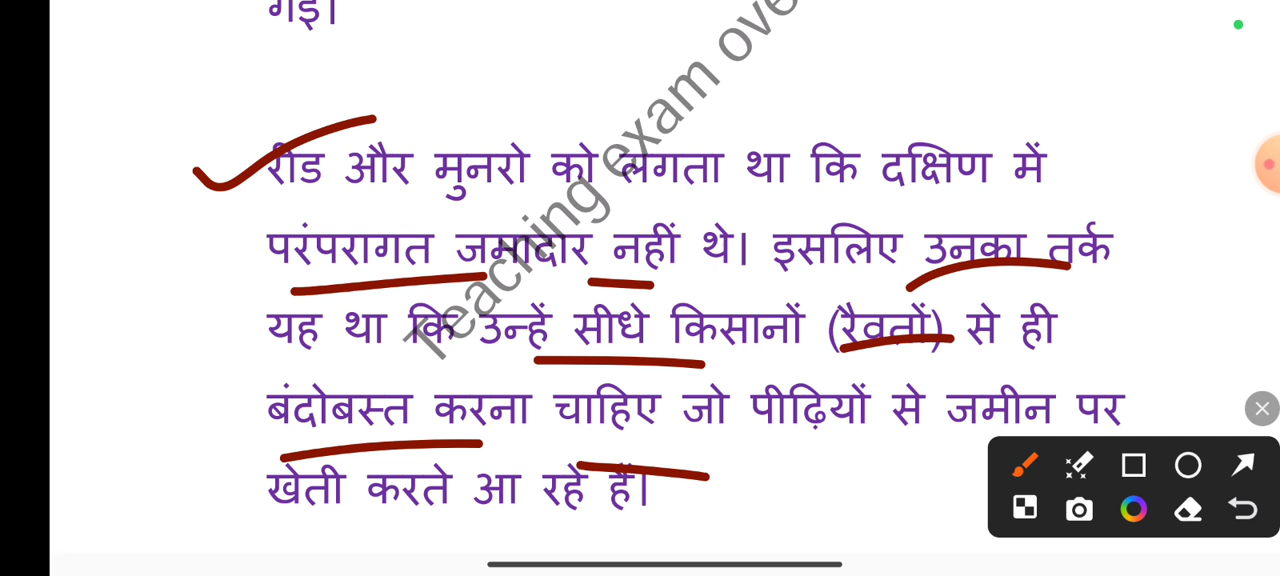 गई।
रीड और मुनरो को लगता था कि दक्षिण में
परंपरागत जमीदार नहीं थे। इसलिए उनका तर्क
यह था कि उन्हें सीधे किसानों (रैयतों) से ही
बंदोबस्त करना चाहिए जो पीढ़ियों से जमीन पर
खेती करते आ रहे हैं।
Teaching exam ove